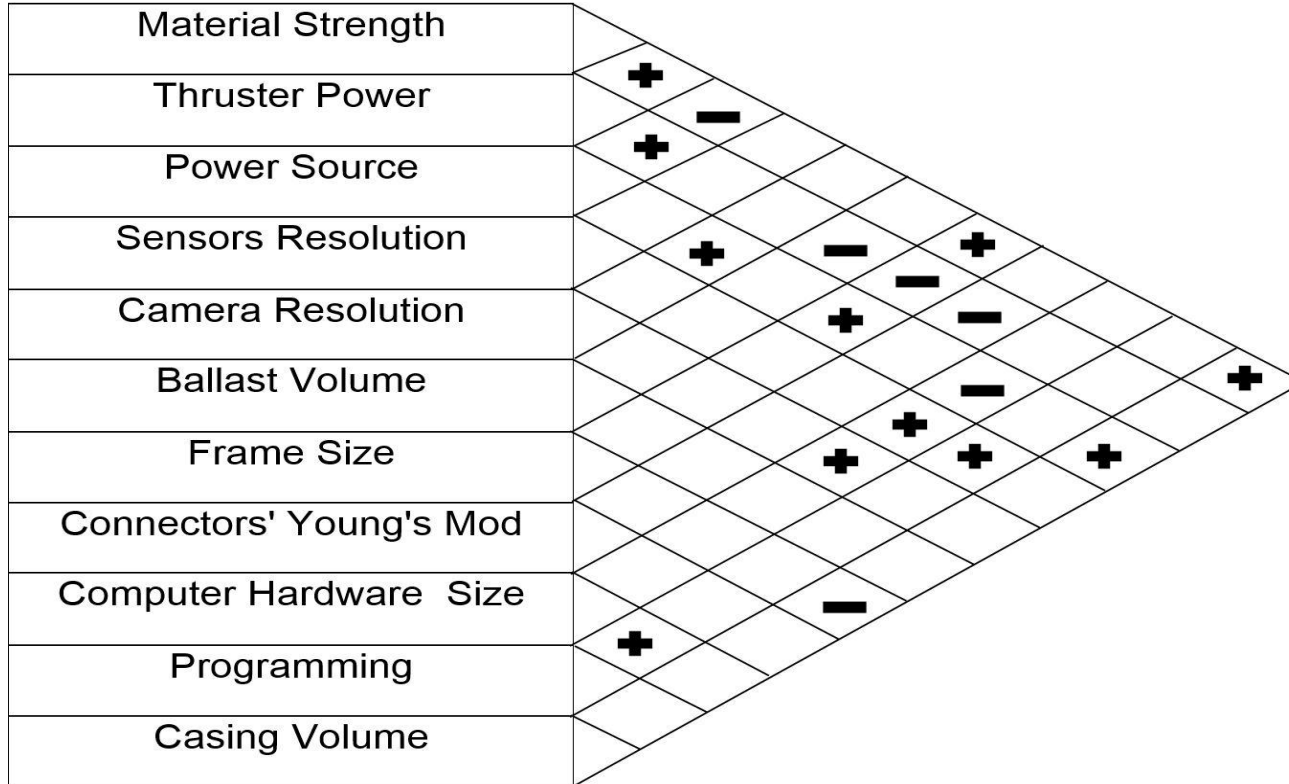 Material Strength
Thruster Power
Power Source
Sensors Resolution
Camera Resolution
Ballast Volume
Frame Size
Connectors' Young's Mod
Computer Hardware  Size
Programming
Casing Volume